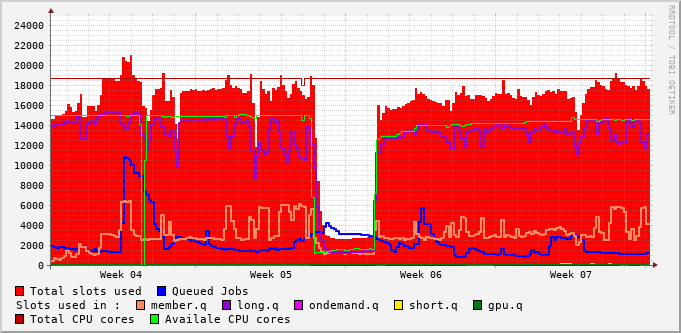 RRDTOOL / TOBI OETIKER
24000
22000
20000
18000
16000
14000
12000
10000
8000
6000
4000
2000
0
Week 04 Week 05 Week 06 Week 07
Total slots used Queued Jobs
Slots used in : member.q long.q ondemand.q short.q gpu.q
Total CPU cores Availale CPU cores